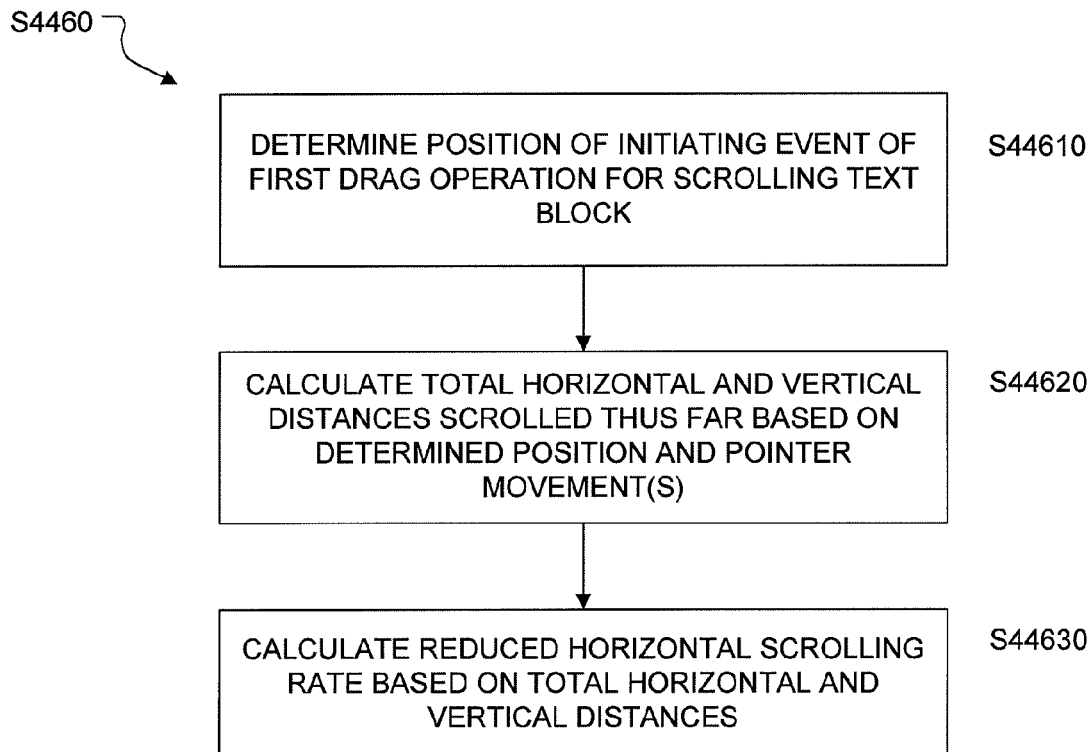 S4460
DETERMINE POSITION OF INITIATING EVENT OF
FIRST DRAG OPERATION FOR SCROLLING TEXT
BLOCK
S44610
CALCULATE TOTAL HORIZONTAL AND VERTICAL
DISTANCES SCROLLED THUS FAR BASED ON
DETERMINED POSITION AND POINTER
MOVEMENT(S)
S44620
CALCULATE REDUCED HORIZONTAL SCROLLING
RATE BASED ON TOTAL HORIZONTAL AND
VERTICAL DISTANCES
S44630